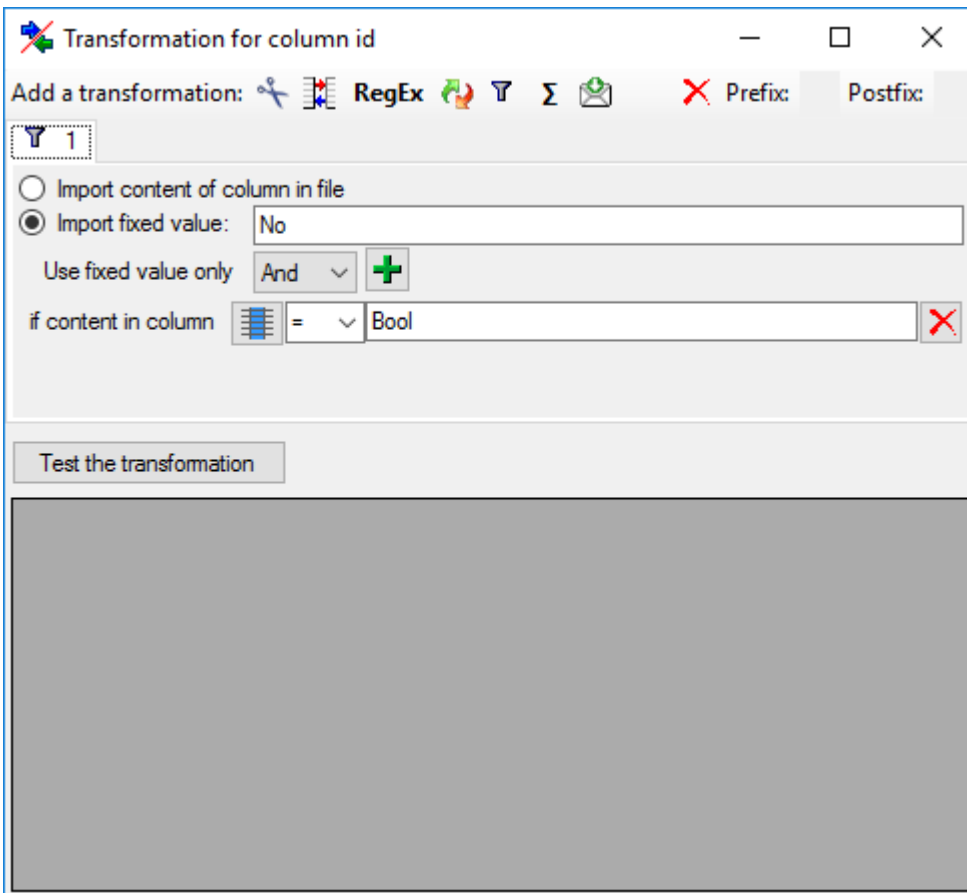 Transformation for column id
Add a transformation: RegEx Σ Prefix: Postfix:
1
Import content of column in file
Import fixed value: No
Use fixed value only And
if content in column = Bool
Test the transformation